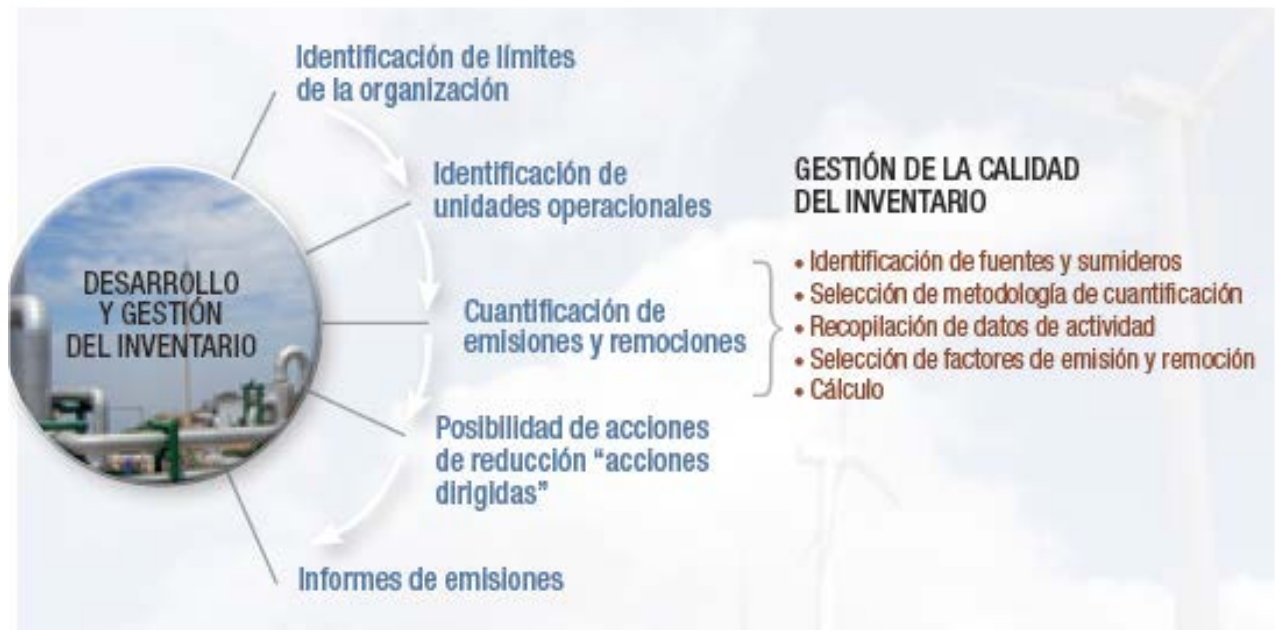 Identificación de límites
de la organización
Identificación de
unidades operacionales
DESARROLLO
Y GESTIÓN
DEL INVENTARIO
Cuantificación de
emisiones y remociones
Posibilidad de acciones
de reducción “acciones
dirigidas”
Informes de emisiones
GESTIÓN DE LA CALIDAD
DEL INVENTARIO
• Identificación de fuentes y sumideros
• Selección de metodología de cuantificación
• Recopilación de datos de actividad
• Selección de factores de emisión y remoción
• Cálculo